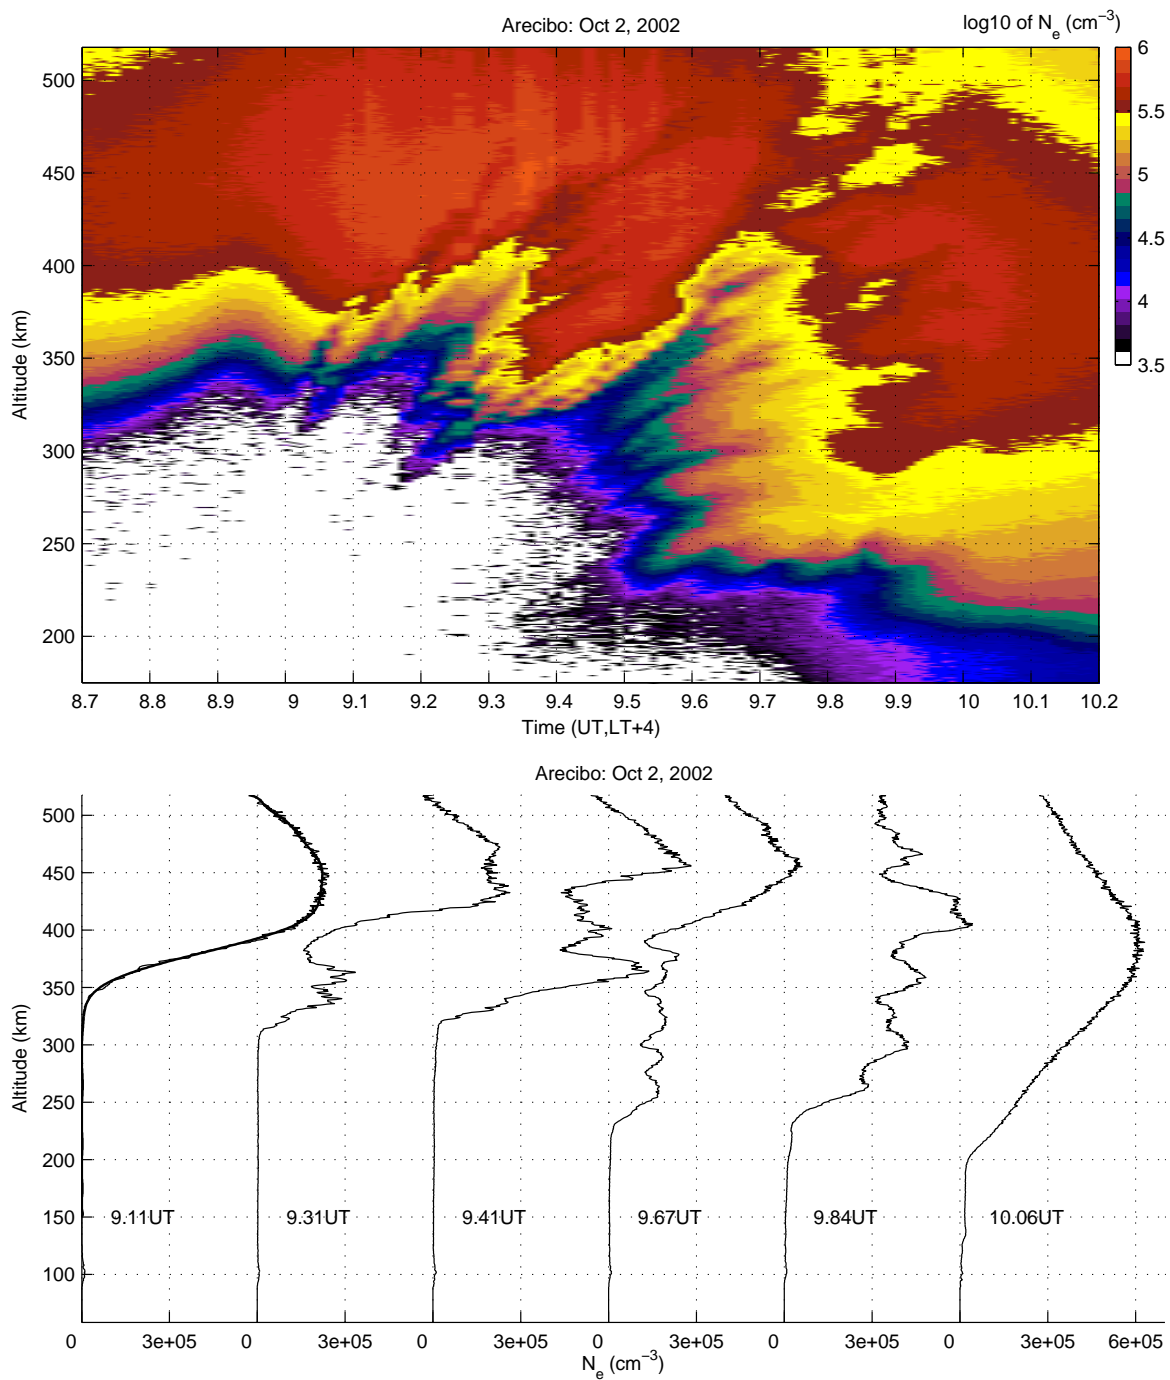 Arecibo: Oct 2, 2002
log10 of N_e (cm^−3)
500
450
400
350
300
250
200
Altitude (km)
6
5.5
5
4.5
4
3.5
8.7 8.8 8.9 9 9.1 9.2 9.3 9.4 9.5 9.6 9.7 9.8 9.9 10 10.1 10.2
Time (UT,LT+4)
Arecibo: Oct 2, 2002
500
450
400
350
300
250
200
150
100
Altitude (km)
9.11UT 9.31UT 9.41UT 9.67UT 9.84UT 10.06UT
0 3e+05 0 3e+05 0 3e+05 0 3e+05 0 3e+05 0 3e+05 6e+05
N_e (cm^−3)